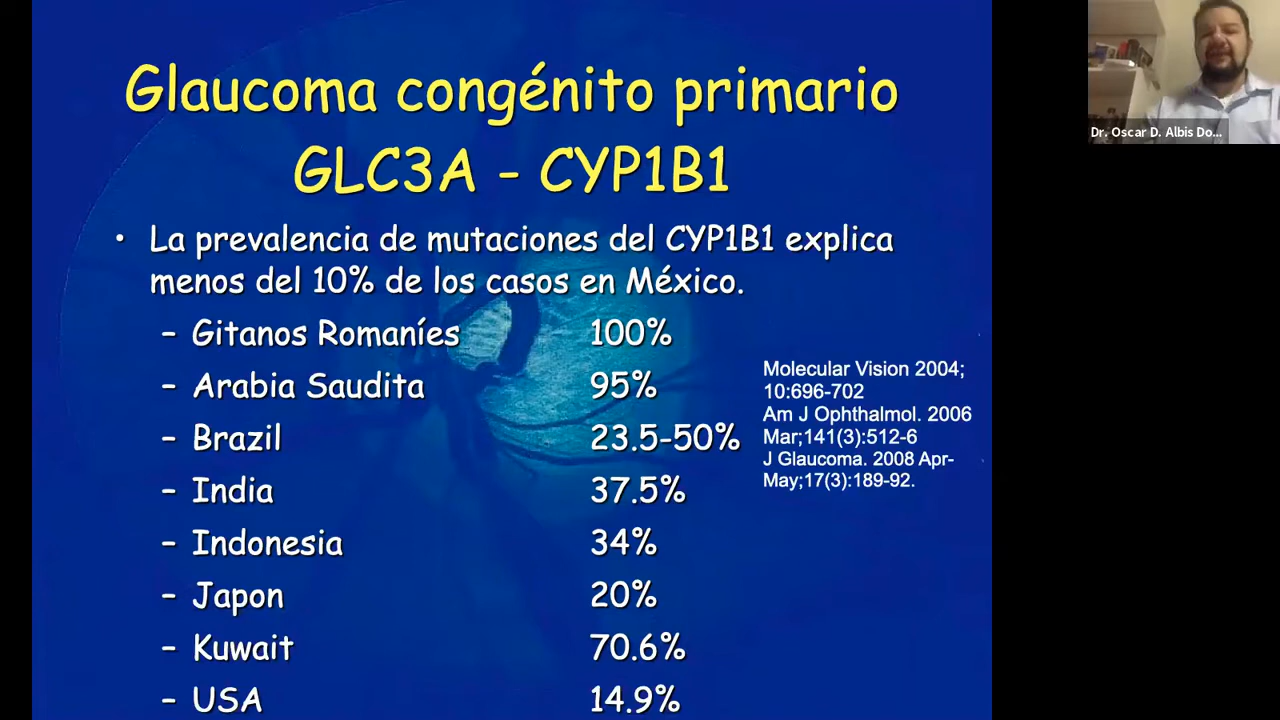 Glaucoma congénito primario
GLC3A - CYP1B1
• La prevalencia de mutaciones del CYP1B1 explica
menos del 10% de los casos en México.
– Gitanos Romaníes 100%
– Arabia Saudita 95%
– Brazil 23.5-50%
– India 37.5%
– Indonesia 34%
– Japon 20%
– Kuwait 70.6%
– USA 14.9%
Molecular Vision 2004;
10:696-702
Am J Ophthalmol. 2006
Mar;141(3):512-6
J Glaucoma. 2008 Apr-
May;17(3):189-92.
Dr. Oscar D. Albis Do...